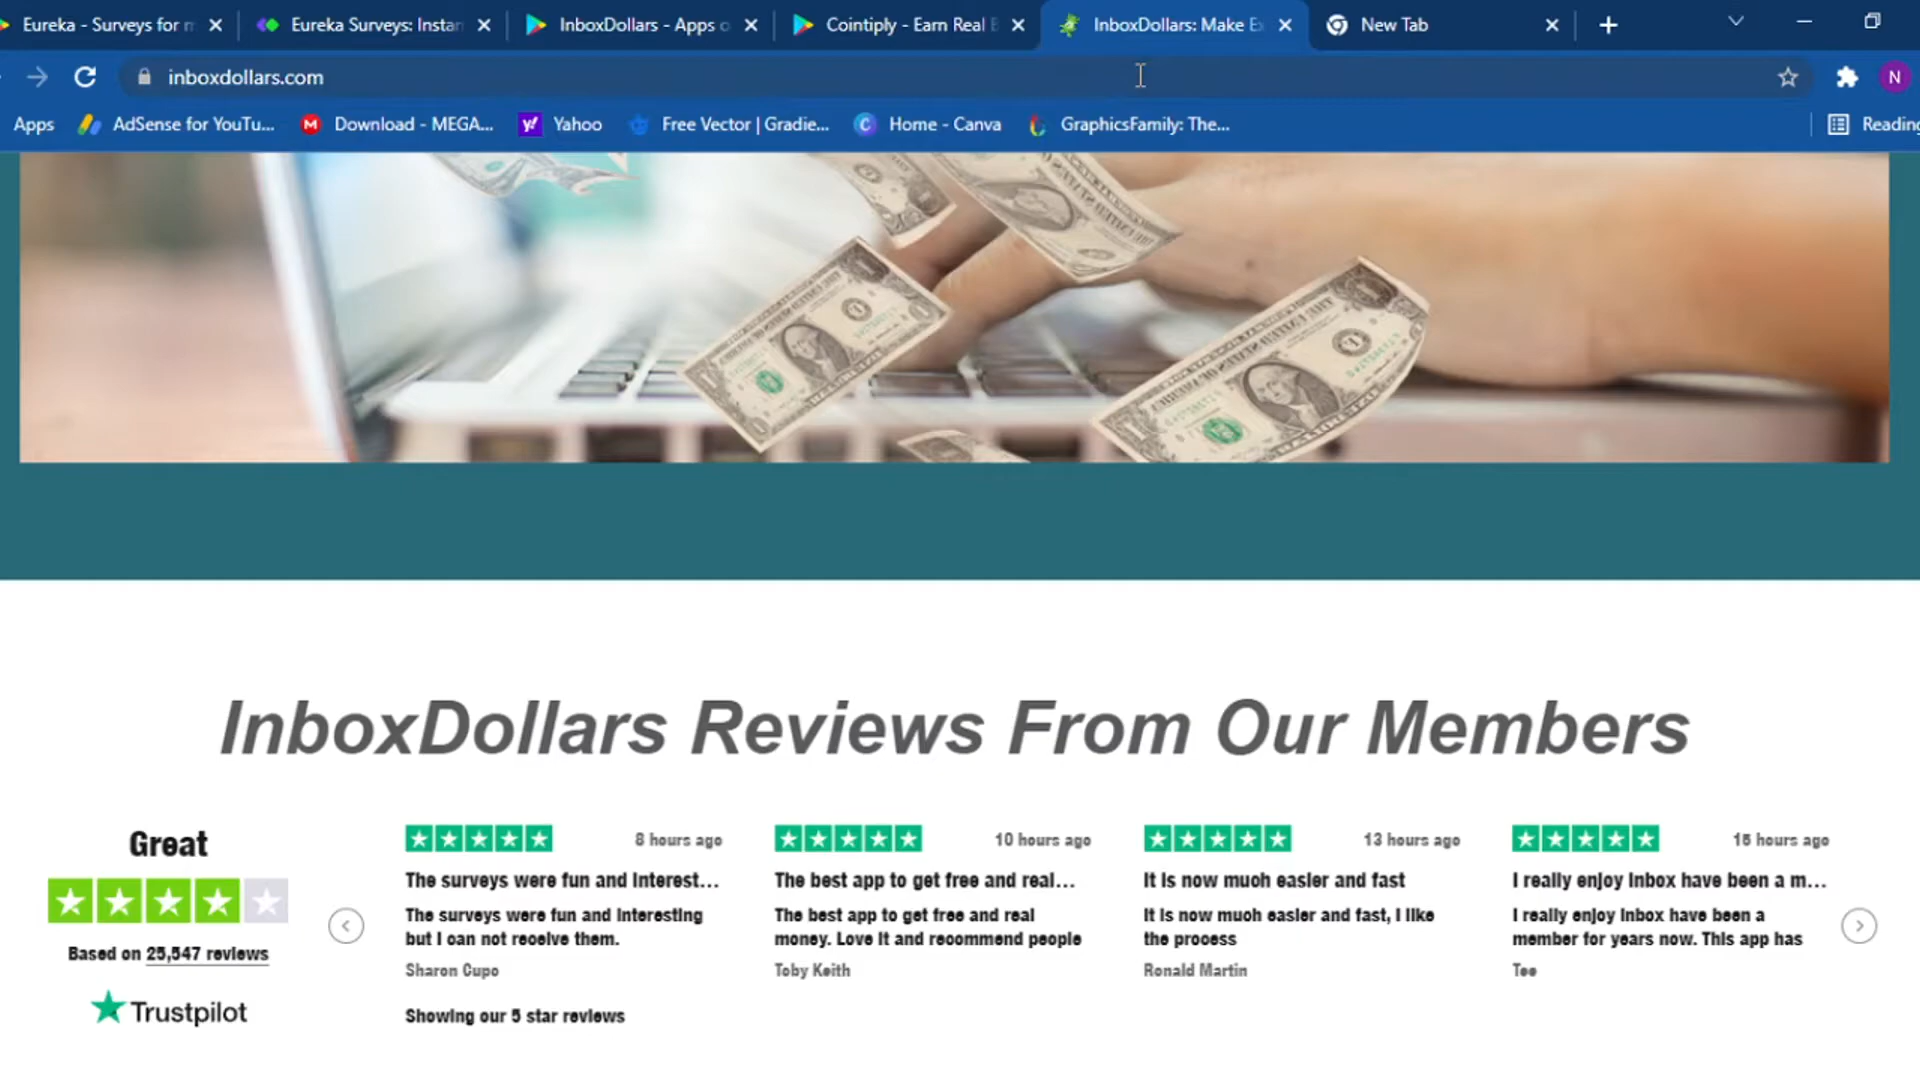 Eureka - Surveys for m
Eureka Surveys: Instan
InboxDollars - Apps o
Cointiply - Earn Real B
InboxDollars: Make Ex
New Tab
inboxdollars.com
N
Apps
AdSense for YouTu...
Download - MEGA...
Yahoo
Free Vector | Gradie...
Home - Canva
GraphicsFamily: The...
Reading
InboxDollars Reviews From Our Members
Great
Based on 25,547 reviews
Trustpilot
8 hours ago
The surveys were fun and interest...
The surveys were fun and interesting
but I can not receive them.
Sharon Cupo
Showing our 5 star reviews
10 hours ago
The best app to get free and real...
The best app to get free and real
money. Love it and recommend people
Toby Keith
13 hours ago
It is now much easier and fast
It is now much easier and fast, I like
the process
Ronald Martin
15 hours ago
I really enjoy Inbox have been a m...
I really enjoy Inbox have been a
member for years now. This app has
Tee